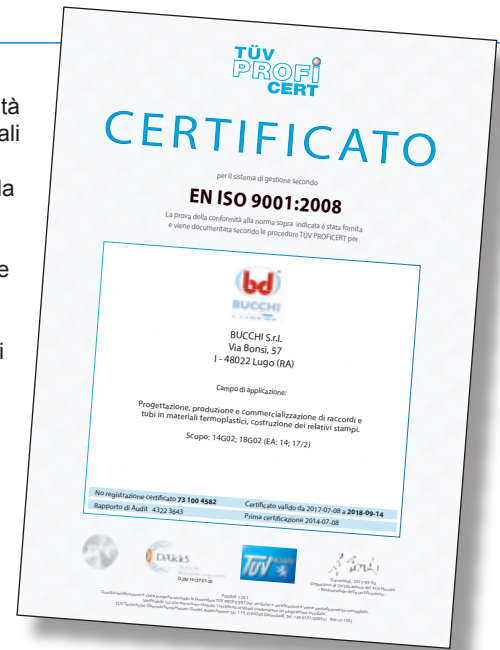 tà
ali
la
e
i
TÜV
PROFI
CERT
CERTIFICATO
per il sistema di gestione secondo
EN ISO 9001:2008
La prova della conformità alla norma sopra indicata è stata fornita
e viene documentata secondo le procedure TÜV PROFICERT per
bd
BUCCHI
BUCCHI S.r.l.
Via Bonsi, 57
I - 48022 Lugo (RA)
Campo di applicazione:
Progettazione, produzione e commercializzazione di raccordi e
tubi in materiali termoplastici, costruzione dei relativi stampi.
Scopo: 14G02; 18G02 (EA: 14; 17/2)
No registrazione certificato 73 100 4582
Certificato valido da 2017-07-08 a 2018-09-14
Rapporto di Audit 4322 3643
Prima certificazione 2014-07-08
DAkkS
TÜV